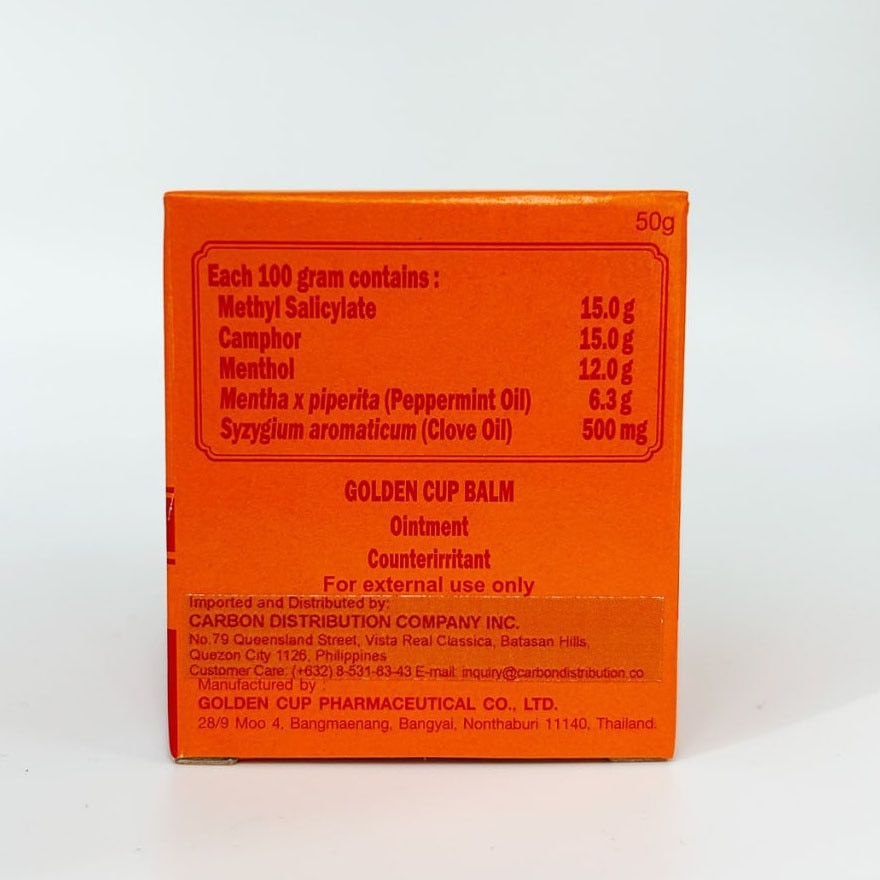 50g
Each 100 gram contains :
Methyl Salicylate 15.0 g
Camphor 15.0 g
Menthol 12.0 g
Mentha x piperita (Peppermint Oil) 6.3 g
Syzygium aromaticum (Clove Oil) 500 mg
GOLDEN CUP BALM
Ointment
Counterirritant
For external use only
Imported and Distributed by:
CARBON DISTRIBUTION COMPANY INC.
No.79 Queensland Street, Vista Real Classica, Batasan Hills,
Quezon City 1126, Philippines
Customer Care: (+632) 8-531-83-43 E-mail: inquiry@carbondistribution.co
Manufactured by :
GOLDEN CUP PHARMACEUTICAL CO., LTD.
28/9 Moo 4, Bangmaenang, Bangyai, Nonthaburi 11140, Thailand.